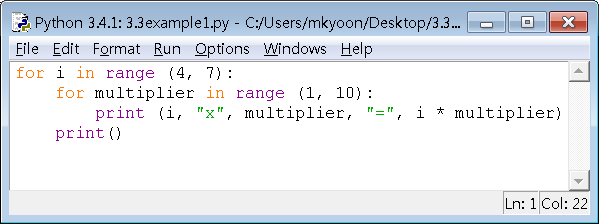 Python 3.4.1: 3.3example1.py - C:/Users/mkyoon/Desktop/3.3...
File Edit Format Run Options Windows Help
for i in range (4, 7):
    for multiplier in range (1, 10):
        print (i, "x", multiplier, "=", i * multiplier)
    print()
Ln: 1 Col: 22